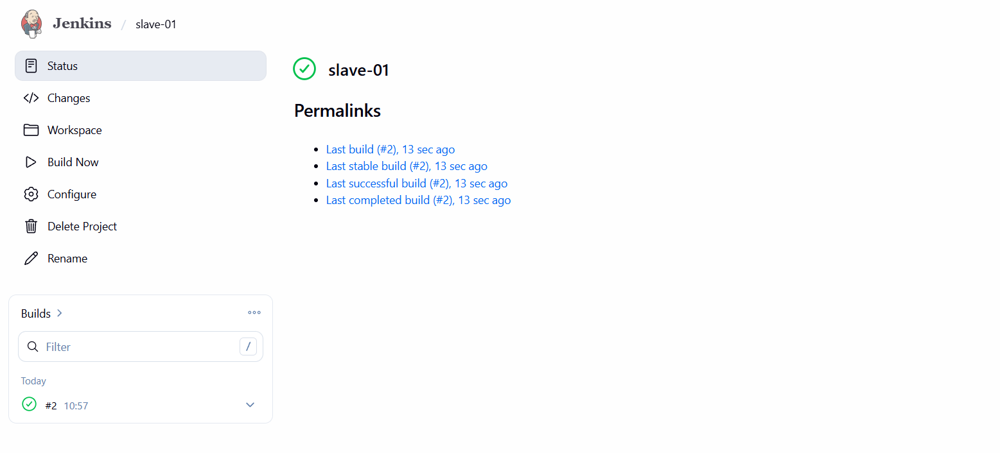 Jenkins / slave-01
Status
Changes
Workspace
Build Now
Configure
Delete Project
Rename
Builds
Filter /
Today
#2 10:57
slave-01
Permalinks
Last build (#2), 13 sec ago
Last stable build (#2), 13 sec ago
Last successful build (#2), 13 sec ago
Last completed build (#2), 13 sec ago